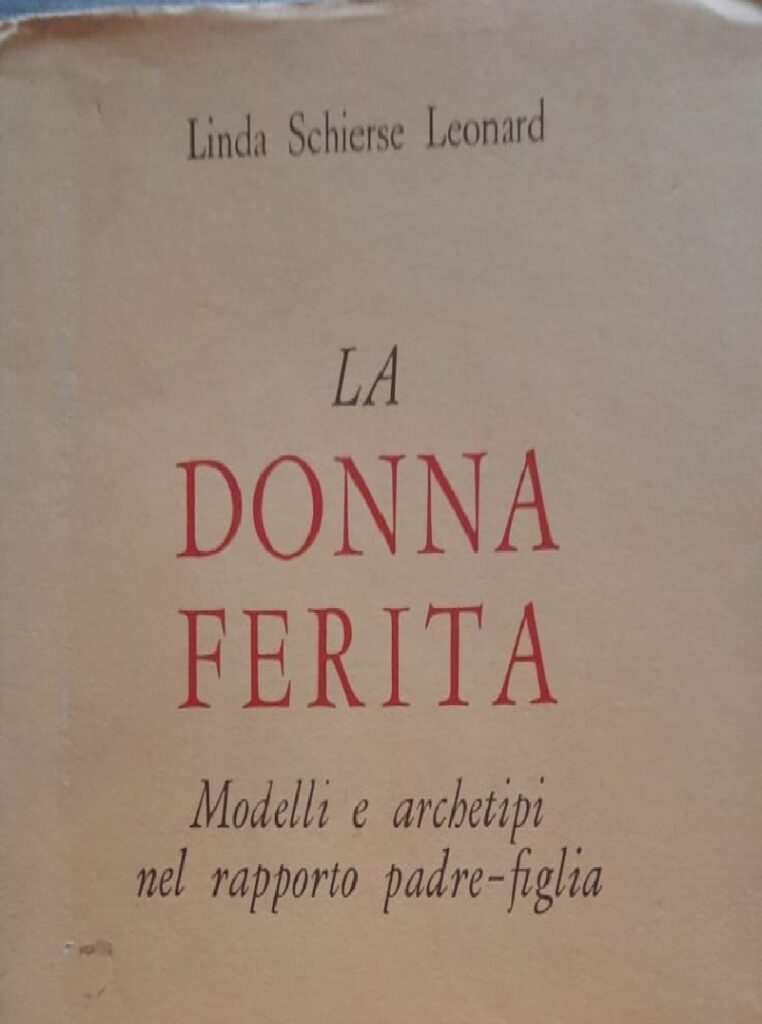 Linda Schierse Leonard
LA
DONNA
FERITA
Modelli e archetipi
nel rapporto padre-figlia